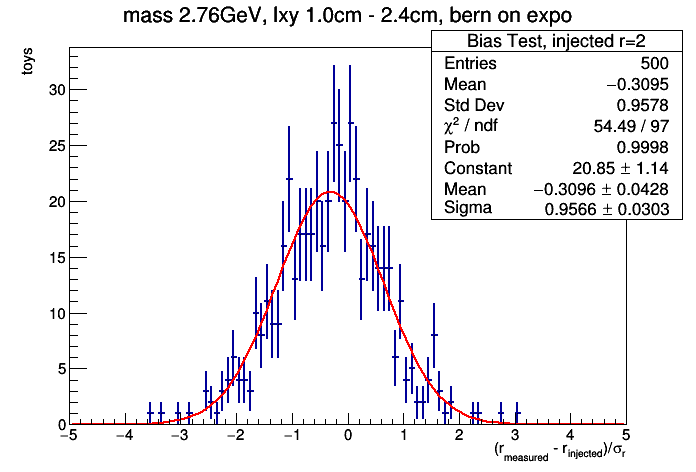 mass 2.76GeV, lxy 1.0cm - 2.4cm, bern on expo
toys
Bias Test, injected r=2
Entries 500
Mean −0.3095
Std Dev 0.9578
χ² / ndf 54.49 / 97
Prob 0.9998
Constant 20.85 ± 1.14
Mean −0.3096 ± 0.0428
Sigma 0.9566 ± 0.0303
30
25
20
15
10
5
0
−5 −4 −3 −2 −1 0 1 2 3 4 5
(r_measured - r_injected)/σ_r